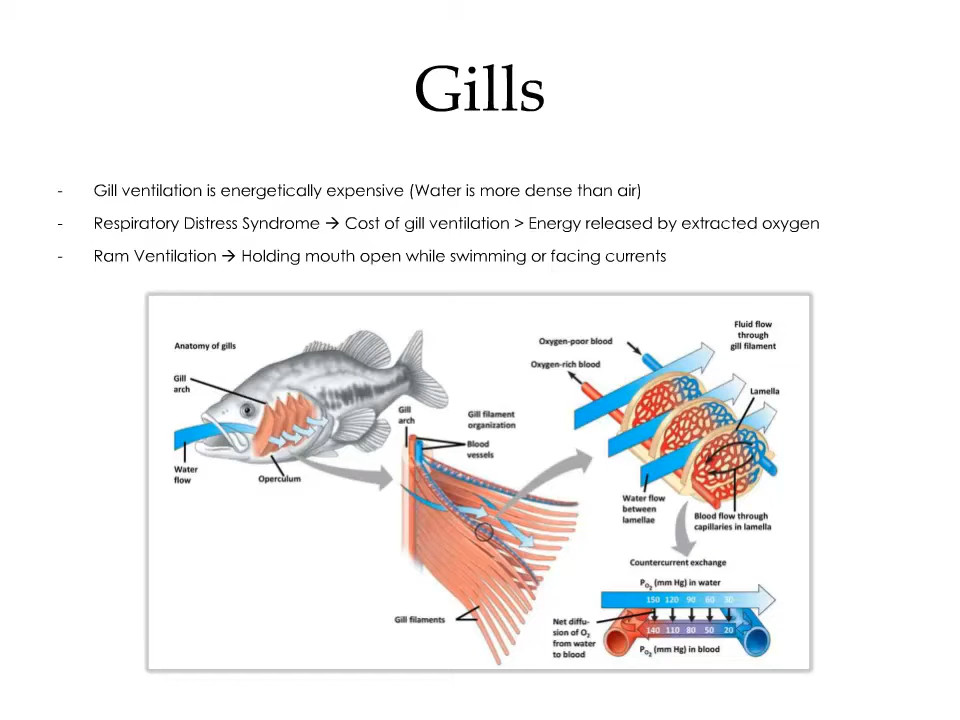 Gills
- Gill ventilation is energetically expensive (Water is more dense than air)
- Respiratory Distress Syndrome → Cost of gill ventilation > Energy released by extracted oxygen
- Ram Ventilation → Holding mouth open while swimming or facing currents
Anatomy of gills
Gill
arch
Water
flow
Operculum
Gill
arch
Gill filament
organization
Blood
vessels
Gill filaments
Oxygen-poor blood
Oxygen-rich blood
Fluid flow
through
gill filament
Lamella
Water flow
between
lamellae
Blood flow through
capillaries in lamella
Countercurrent exchange
PO2 (mm Hg) in water
150 120 90 60 30
Net diffu-
sion of O2
from water
to blood
140 110 80 50 20
PO2 (mm Hg) in blood